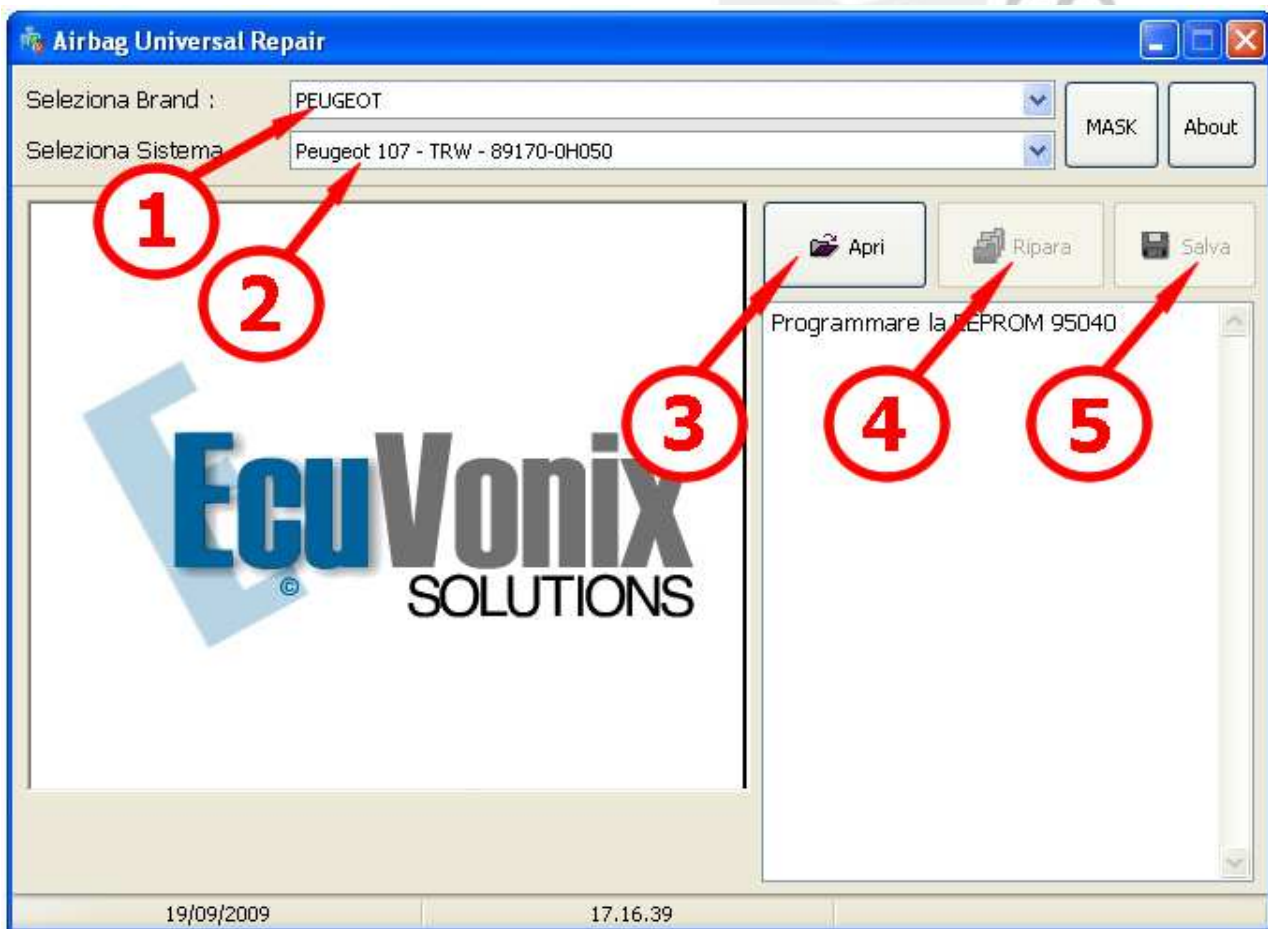 Airbag Universal Repair
Seleziona Brand :
PEUGEOT
MASK
About
Seleziona Sistema
Peugeot 107 - TRW - 89170-0H050
1
2
Apri
Ripara
Salva
Programmare la EEPROM 95040
3
4
5
EcuVonix
©
SOLUTIONS
19/09/2009
17.16.39